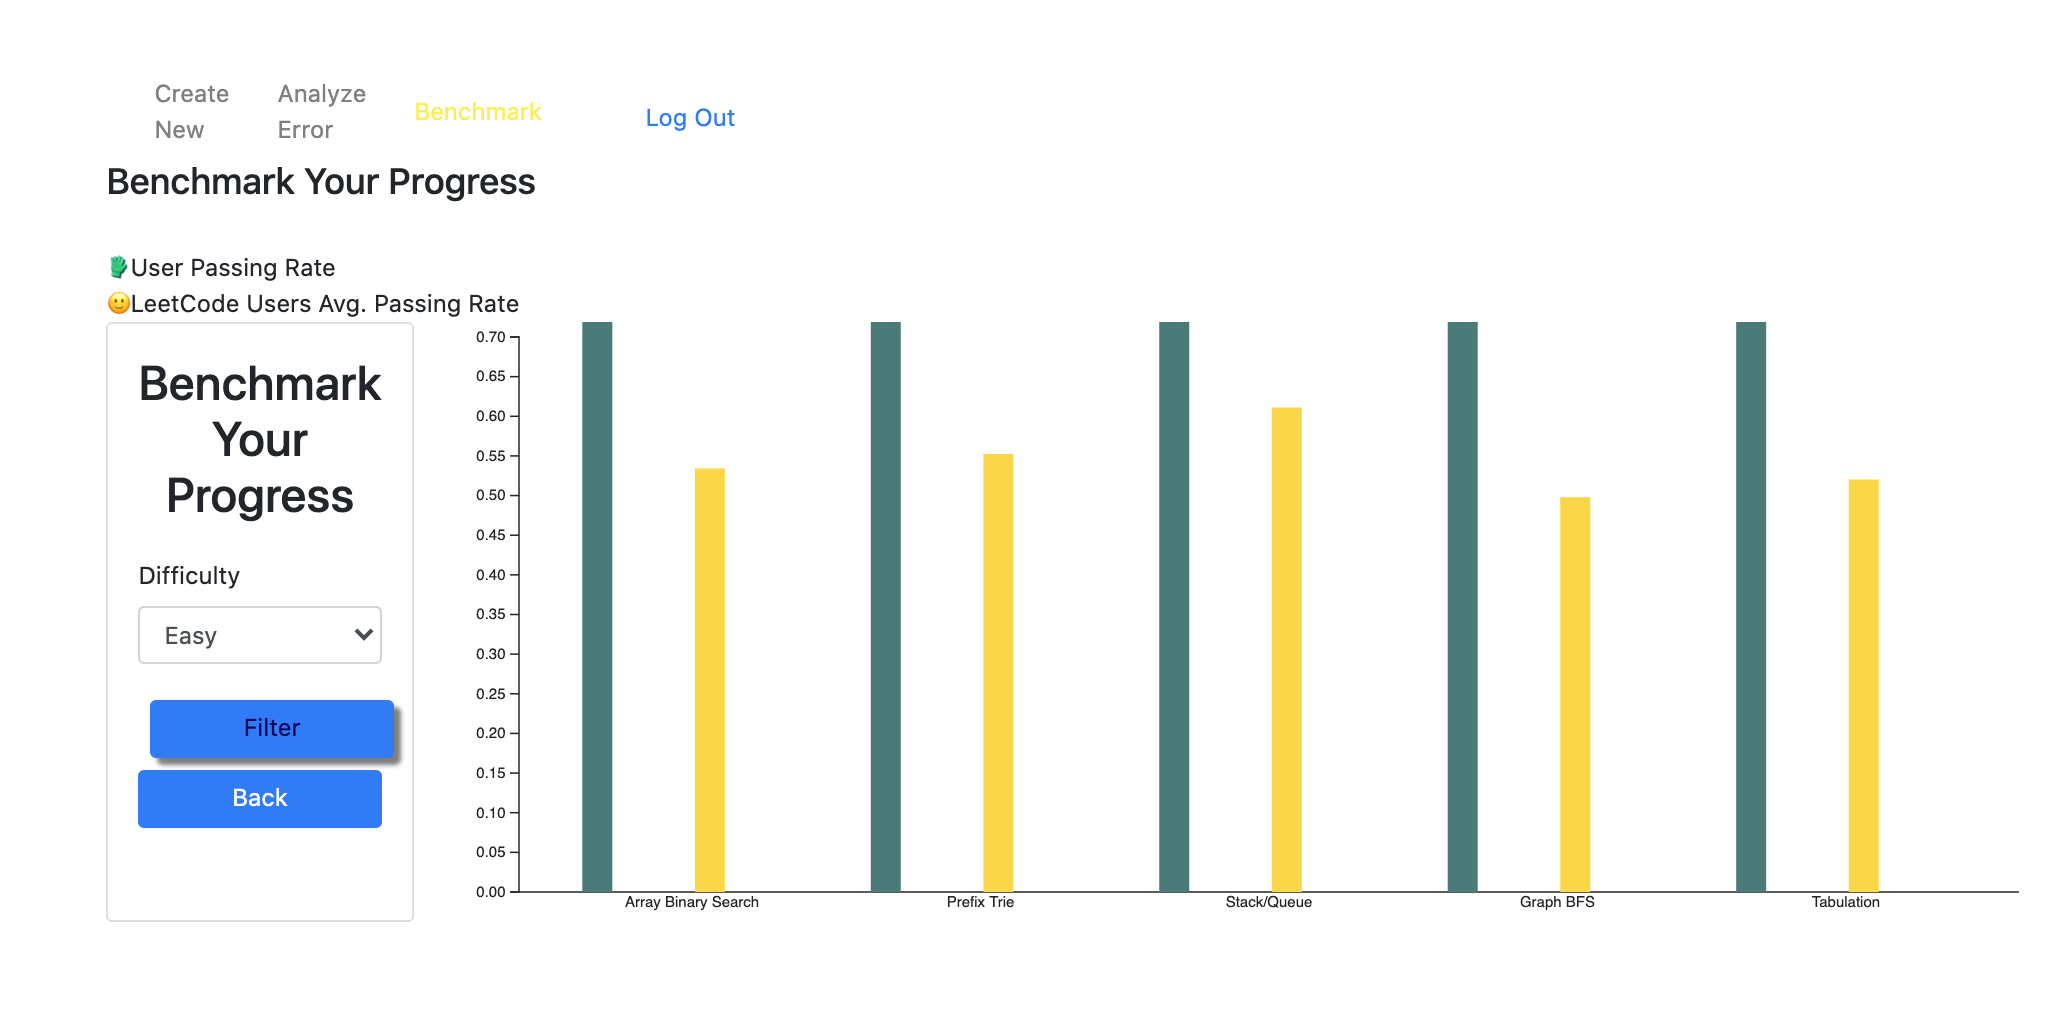 Create New
Analyze Error
Benchmark
Log Out
Benchmark Your Progress
User Passing Rate
LeetCode Users Avg. Passing Rate
Benchmark
Your
Progress
Difficulty
Easy
Filter
Back
0.70
0.65
0.60
0.55
0.50
0.45
0.40
0.35
0.30
0.25
0.20
0.15
0.10
0.05
0.00
Array Binary Search
Prefix Trie
Stack/Queue
Graph BFS
Tabulation